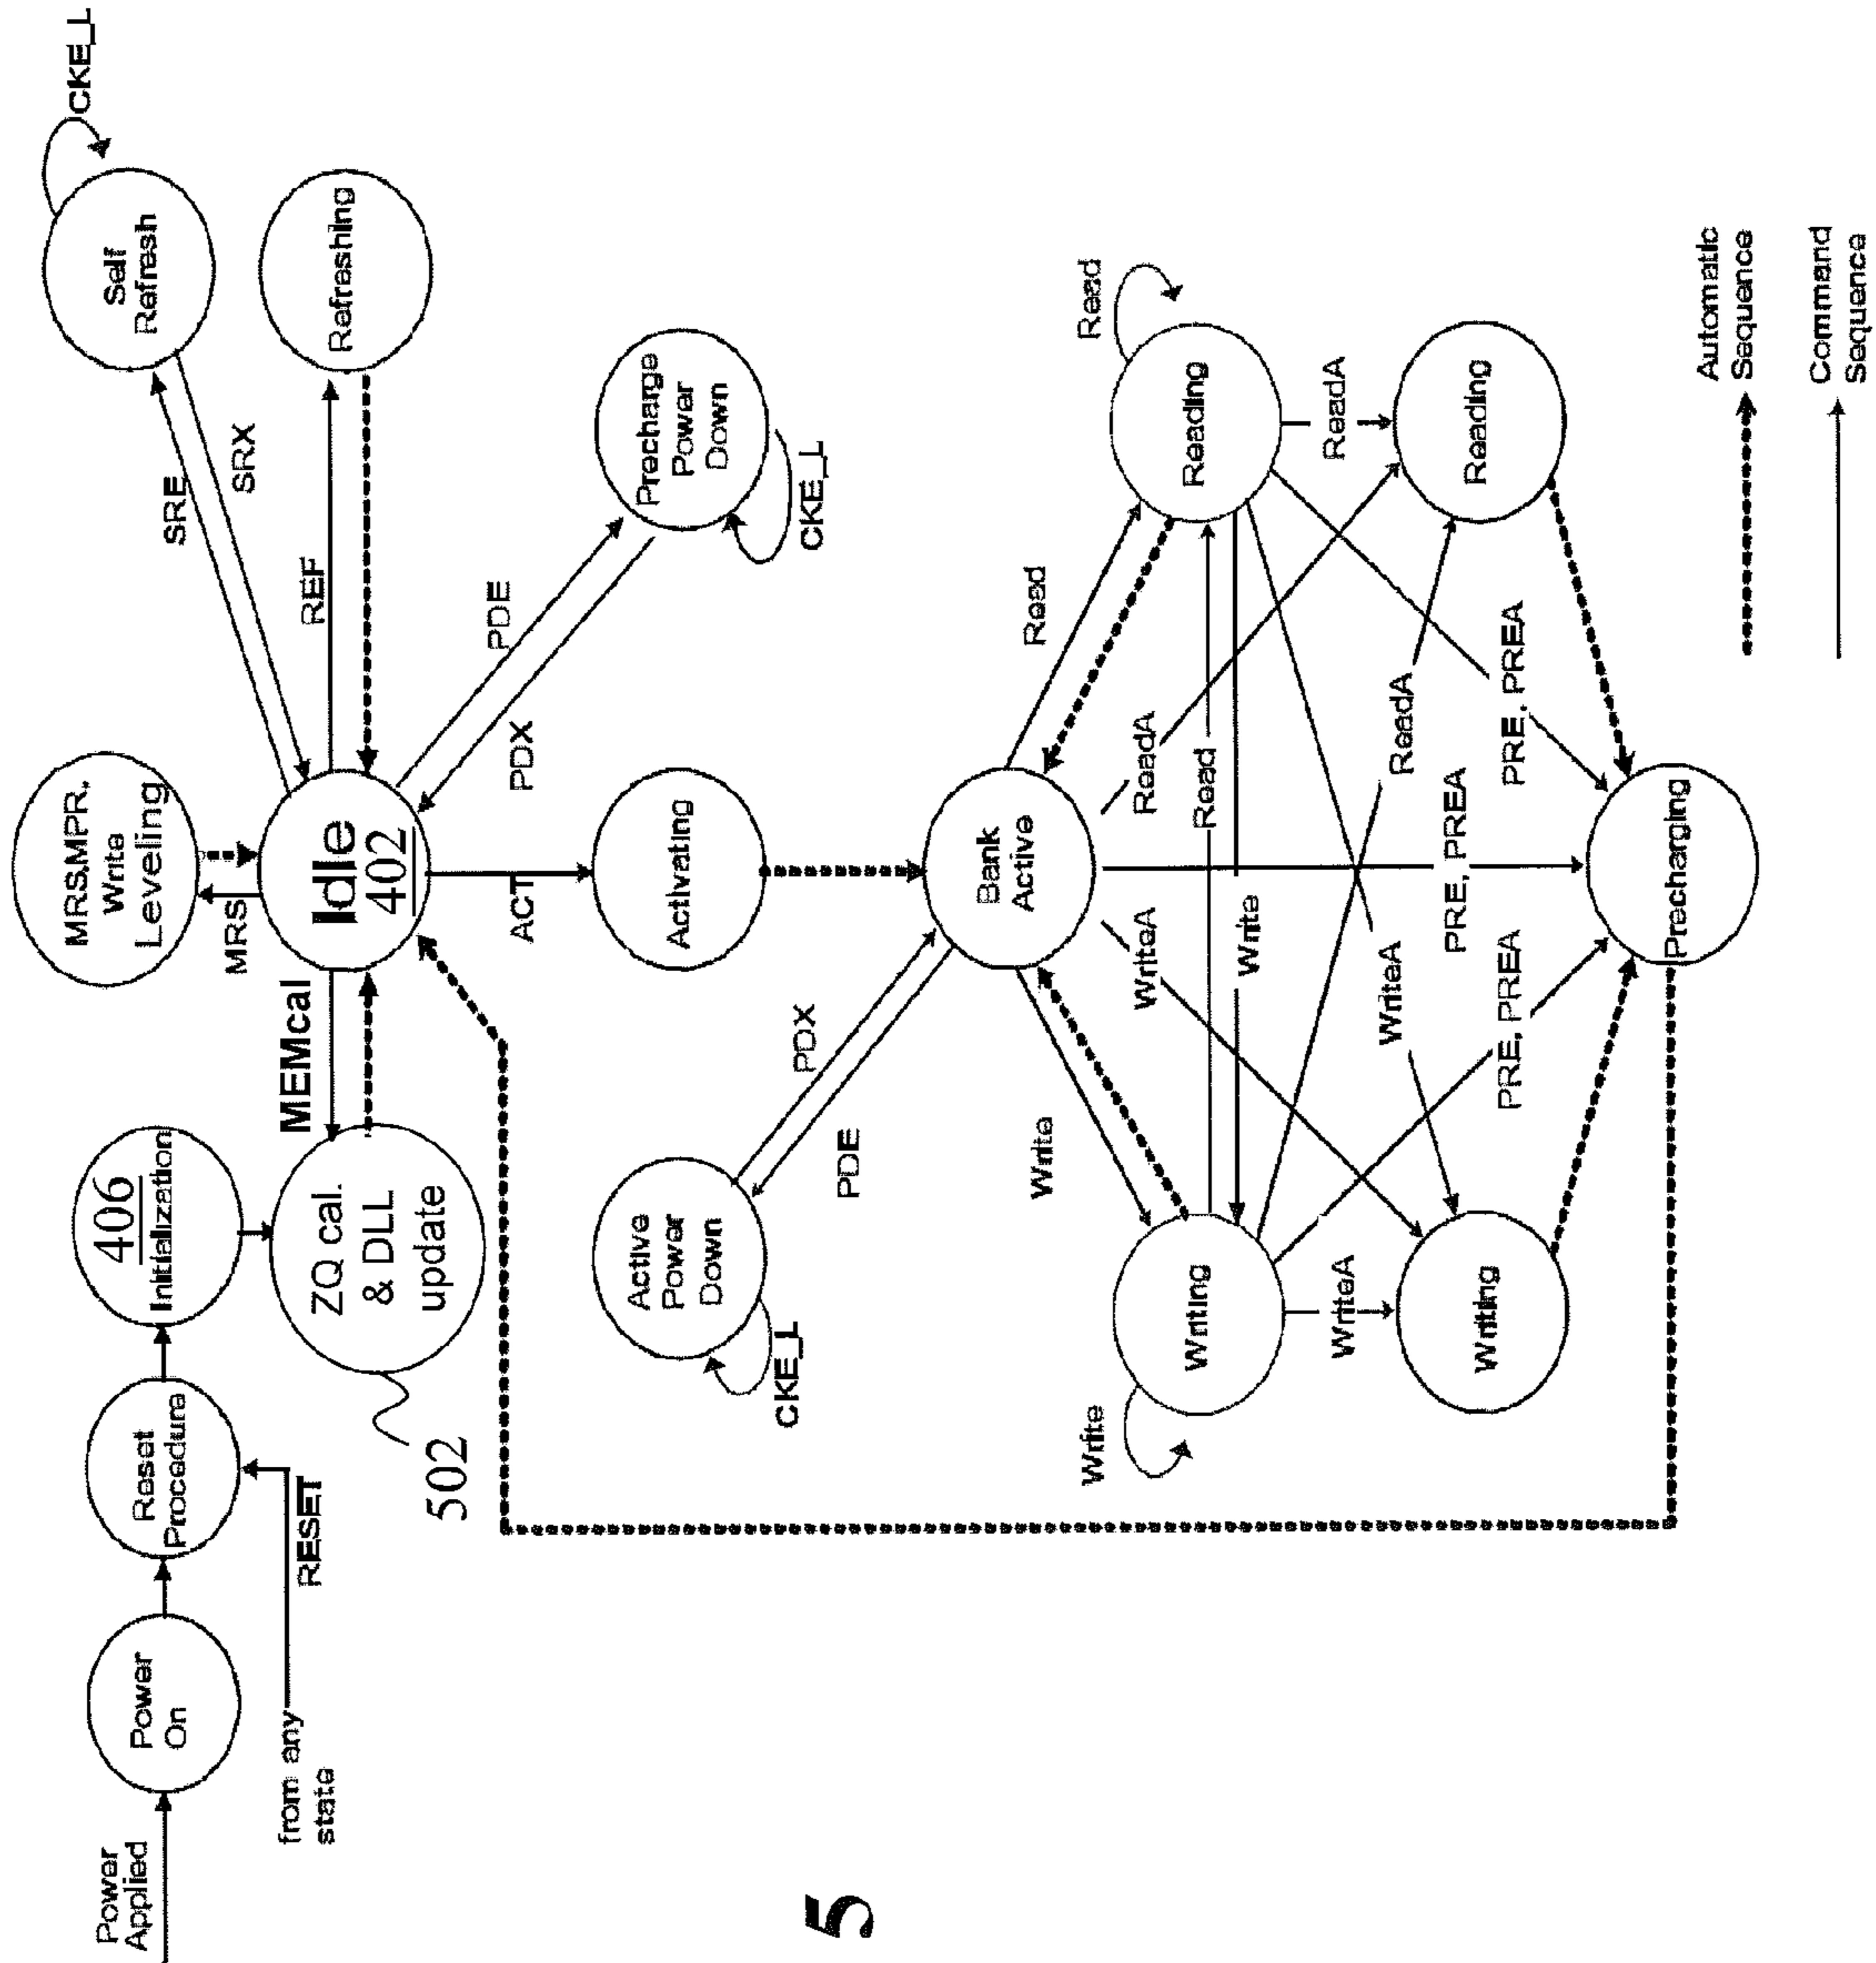 Power
Applied
Power
On
from any
state
RESET
Reset
Procedure
406
Initialization
ZQ cal.
& DLL
update
502
MEMcal
MRS
MRS.MPR.
Write
Leveling
Idle
402
SRE
SRX
Self
Refresh
CKE_L
REF
Refreshing
PDE
PDX
Precharge
Power
Down
CKE_L
ACT
Activating
Active
Power
Down
CKE_L
PDX
PDE
Bank
Active
Write
Read
WriteA
ReadA
Write
Writing
Read
Write
Reading
Read
WriteA
ReadA
WriteA
ReadA
Writing
Reading
PRE, PREA
PRE, PREA
PRE, PREA
Precharging
Automatic
Sequence
Command
Sequence
5